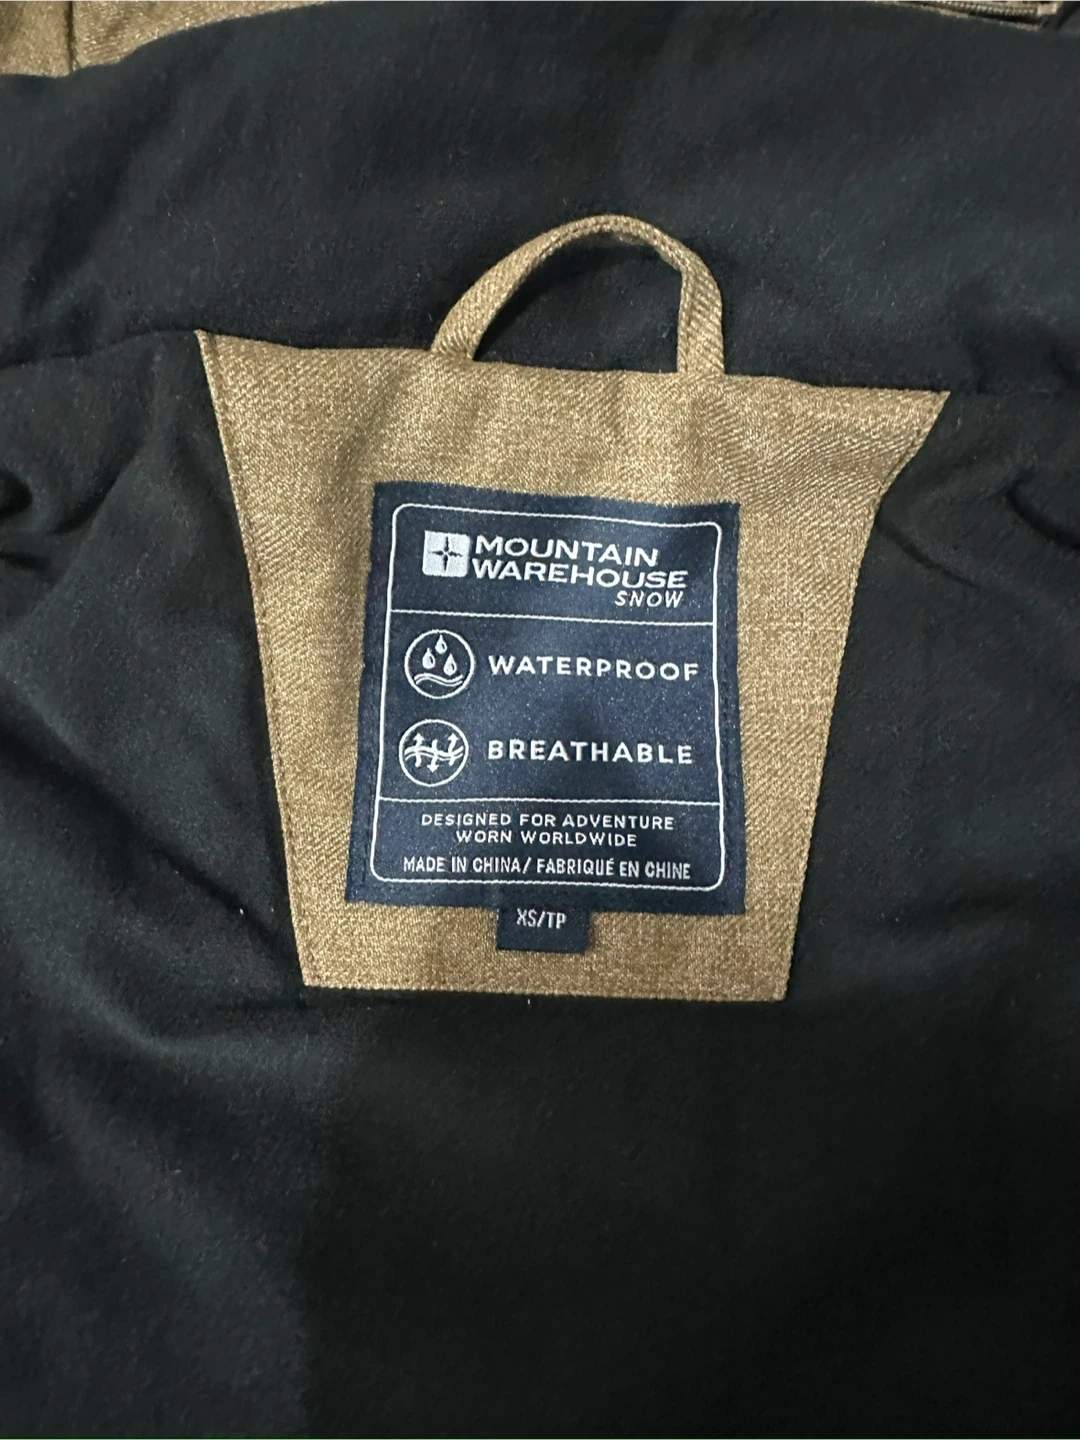 MOUNTAIN
WAREHOUSE
SNOW
WATERPROOF
BREATHABLE
DESIGNED FOR ADVENTURE
WORN WORLDWIDE
MADE IN CHINA / FABRIQUÉ EN CHINE
XS/TP